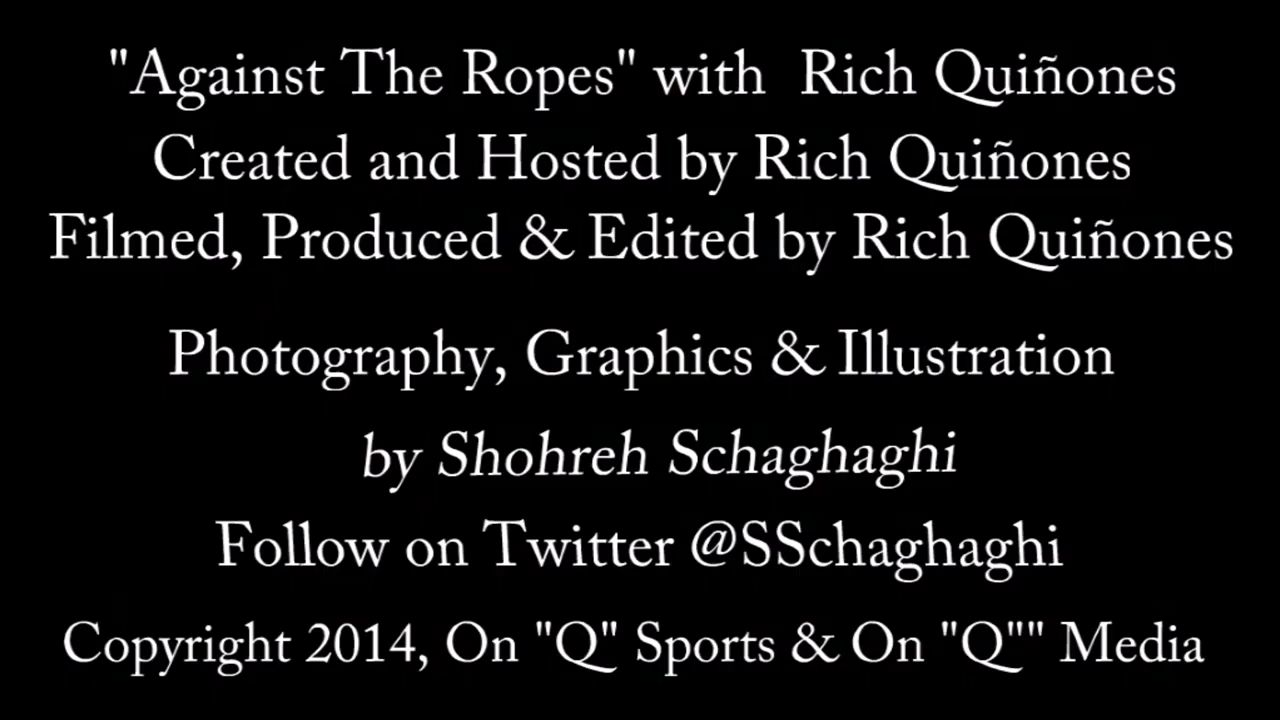 "Against The Ropes" with  Rich Quiñones
Created and Hosted by Rich Quiñones
Filmed, Produced & Edited by Rich Quiñones
Photography, Graphics & Illustration
by Shohreh Schaghaghi
Follow on Twitter @SSchaghaghi
Copyright 2014, On "Q" Sports & On "Q"" Media